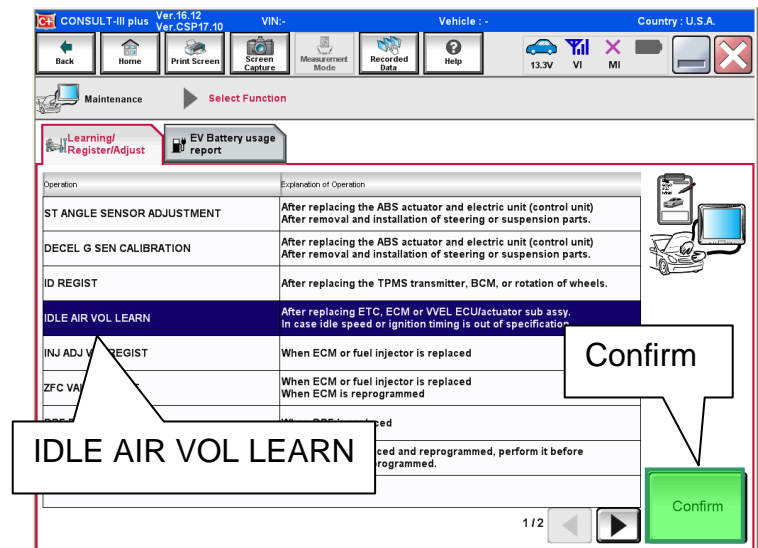 CONSULT-III plus Ver.16.12 VIN:- Vehicle : - Country : U.S.A.
Ver.CSP17.10
Back
Home
Print Screen
Screen Capture
Measurement Mode
Recorded Data
Help
13.3V
VI
MI
Maintenance
Select Function
Learning/
Register/Adjust
EV Battery usage
report
Operation
Explanation of Operation
ST ANGLE SENSOR ADJUSTMENT
After replacing the ABS actuator and electric unit (control unit)
After removal and installation of steering or suspension parts.
DECEL G SEN CALIBRATION
After replacing the ABS actuator and electric unit (control unit)
After removal and installation of steering or suspension parts.
ID REGIST
After replacing the TPMS transmitter, BCM, or rotation of wheels.
IDLE AIR VOL LEARN
After replacing ETC, ECM or VVEL ECU/actuator sub assy.
In case idle speed or ignition timing is out of specification
INJ ADJ REGIST
When ECM or fuel injector is replaced
ZFC
When ECM or fuel injector is replaced
When ECM is reprogrammed
and reprogrammed, perform it before
Confirm
IDLE AIR VOL LEARN
Confirm
1/2